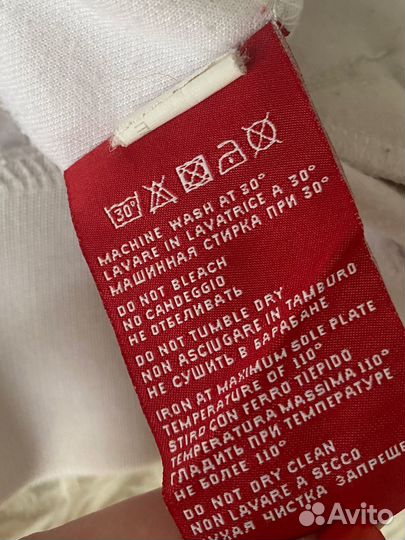 30°
MACHINE WASH AT 30°
LAVARE IN LAVATRICE A 30°
МАШИННАЯ СТИРКА ПРИ 30°
DO NOT BLEACH
NO CANDEGGIO
НЕ ОТБЕЛИВАТЬ
DO NOT TUMBLE DRY
NON ASCIUGARE IN TAMBURO
НЕ СУШИТЬ В БАРАБАНЕ
IRON AT MAXIMUM SOLE PLATE
TEMPERATURE OF 110°
STIRO CON FERRO TIEPIDO
TEMPERATURA MASSIMA 110°
ГЛАДИТЬ ПРИ ТЕМПЕРАТУРЕ
НЕ БОЛЕЕ 110°
DO NOT DRY CLEAN
NON LAVARE A SECCO
СУХАЯ ЧИСТКА ЗАПРЕЩЕ
Avito